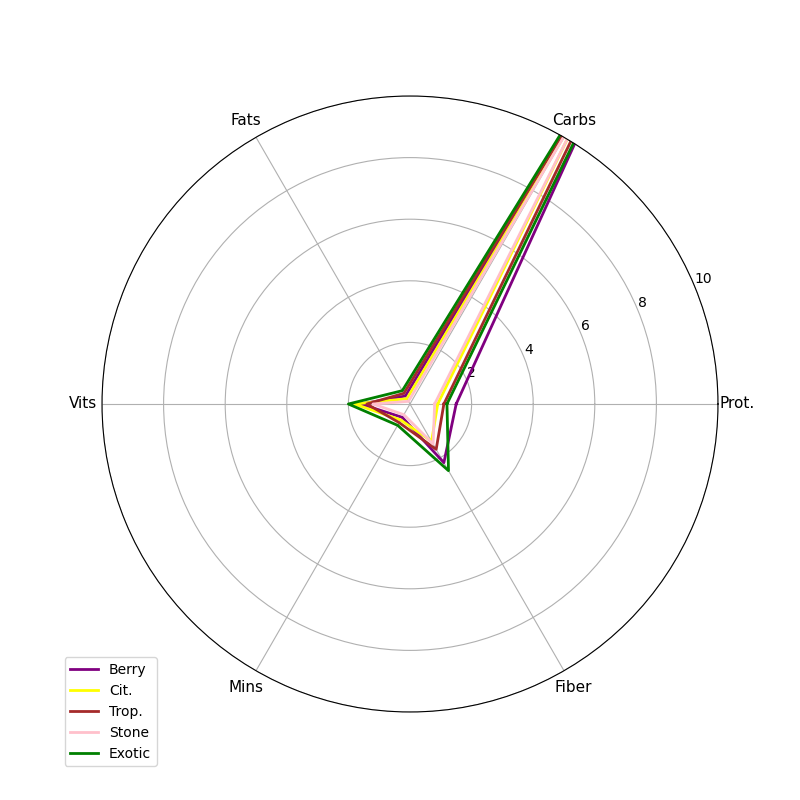 Fats
Carbs
10
8
6
4
2
Vits
Prot.
Mins
Fiber
Berry
Cit.
Trop.
Stone
Exotic